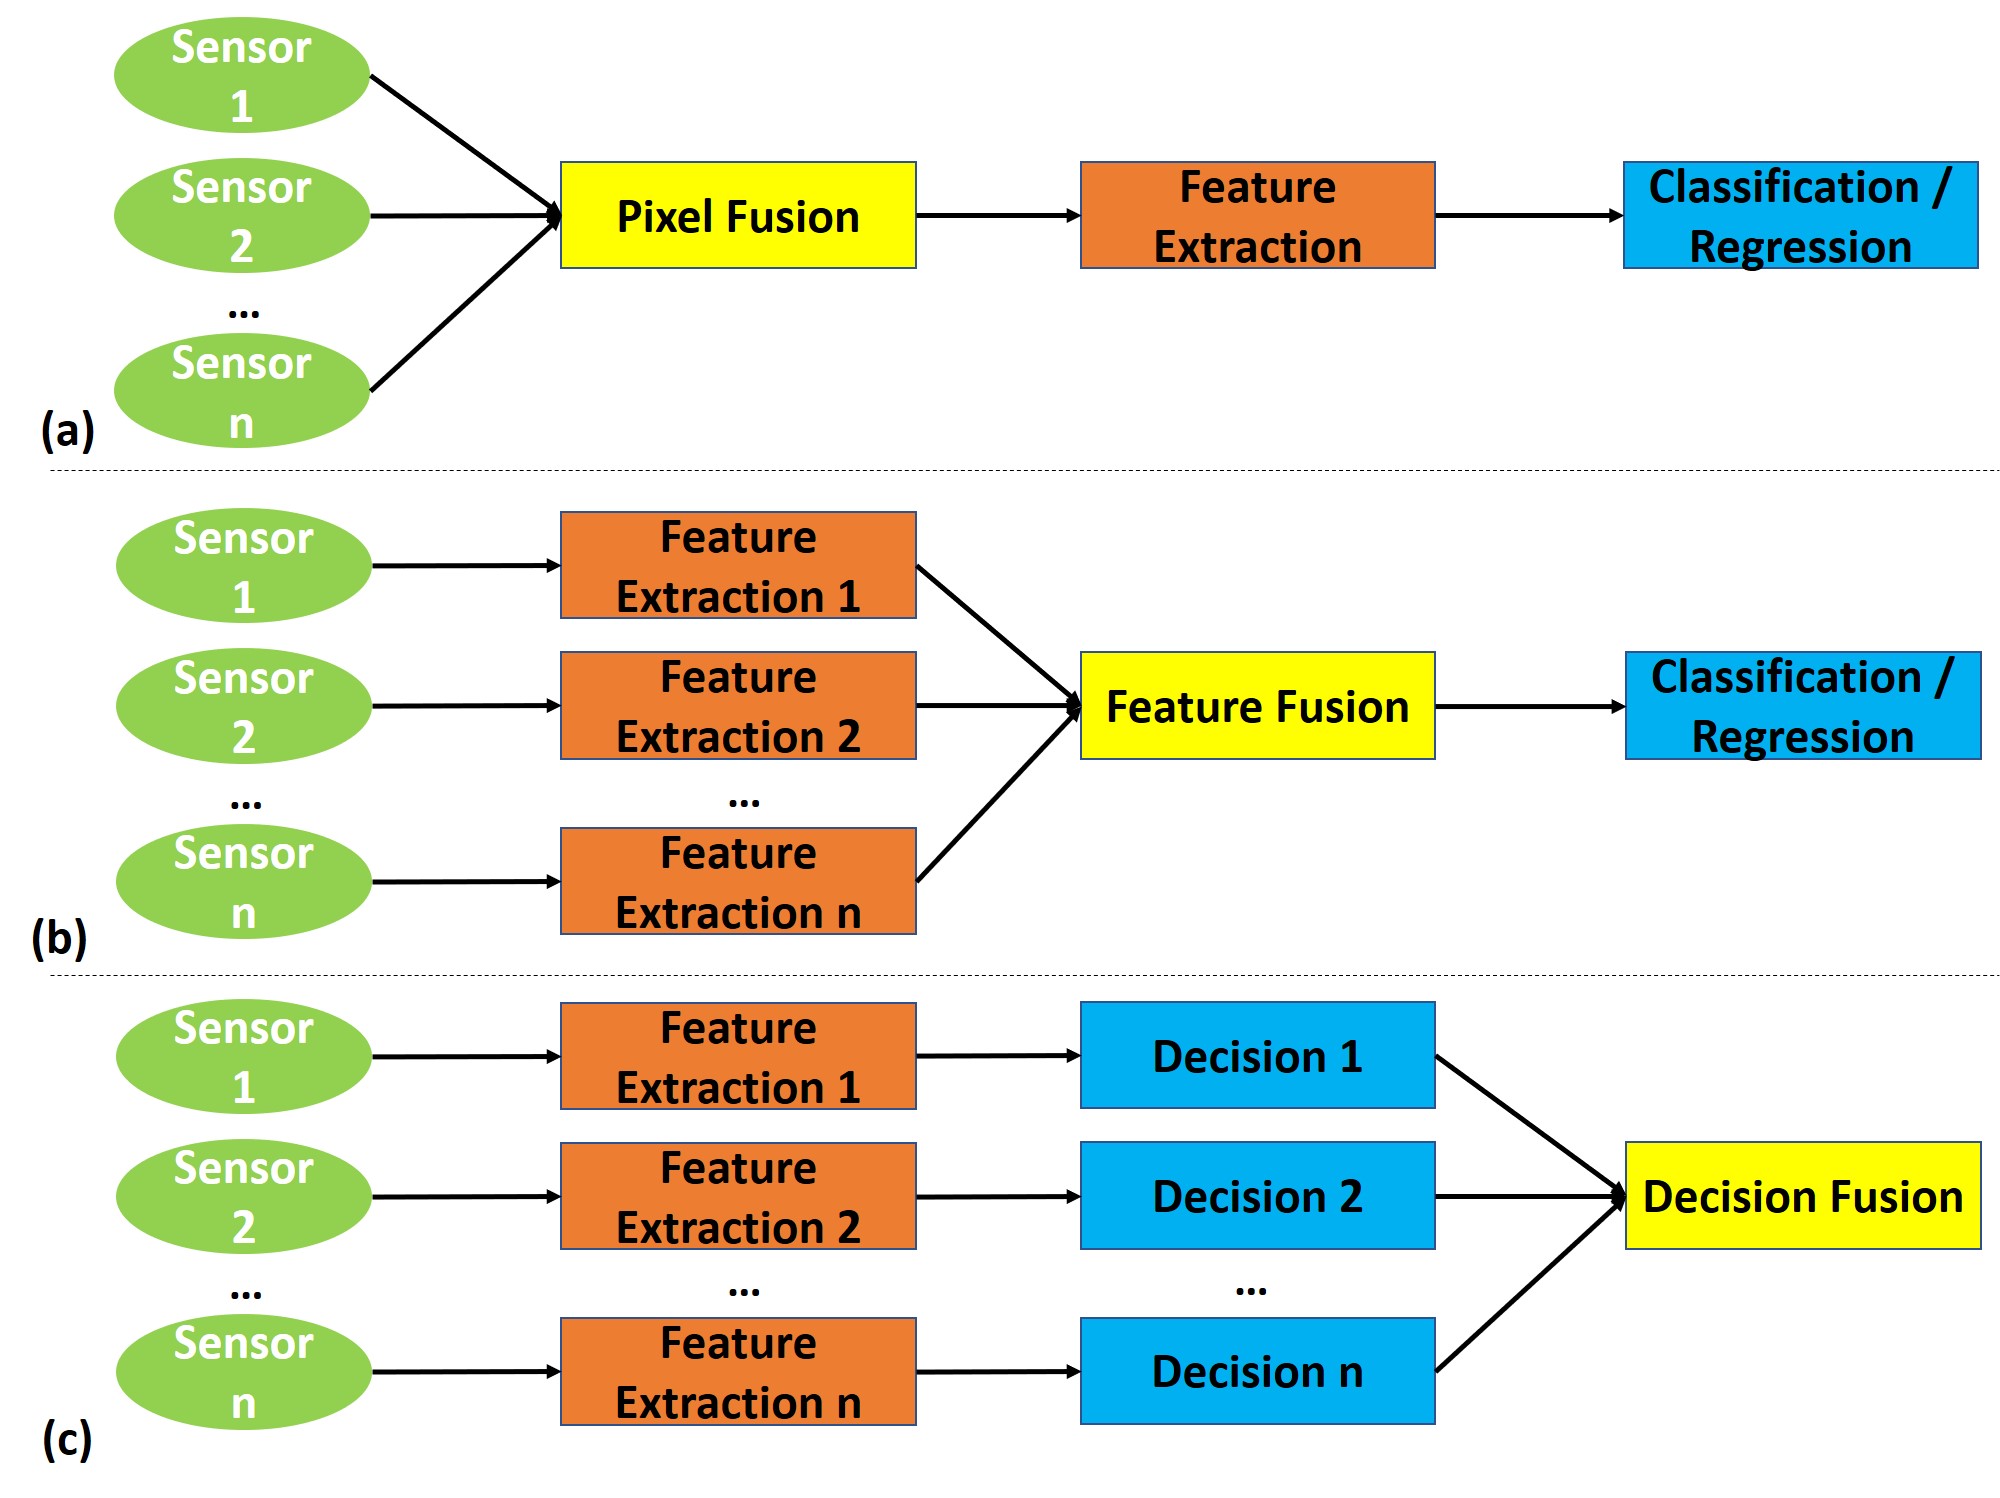 Sensor
1
Sensor
2
...
Sensor
n
Pixel Fusion
Feature
Extraction
Classification /
Regression
(a)
Sensor
1
Sensor
2
...
Sensor
n
Feature
Extraction 1
Feature
Extraction 2
...
Feature
Extraction n
Feature Fusion
Classification /
Regression
(b)
Sensor
1
Sensor
2
...
Sensor
n
Feature
Extraction 1
Feature
Extraction 2
...
Feature
Extraction n
Decision 1
Decision 2
...
Decision n
Decision Fusion
(c)